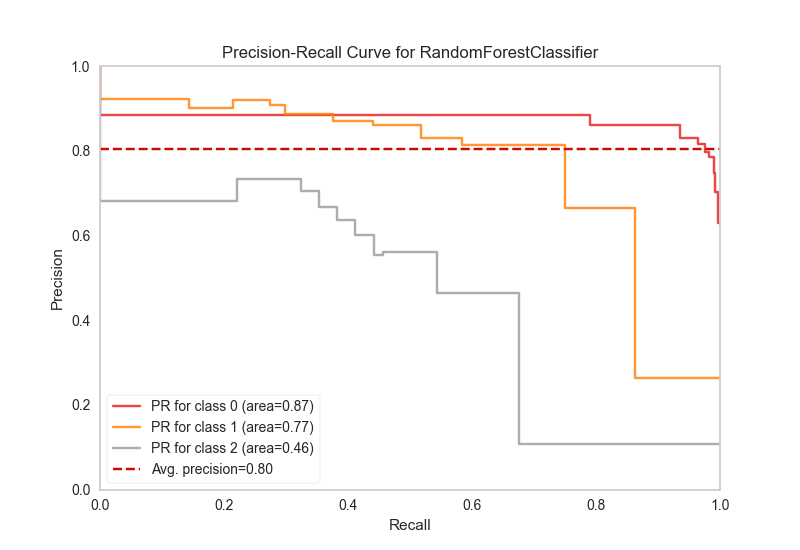 Precision-Recall Curve for RandomForestClassifier
1.0
0.8
0.6
0.4
0.2
0.0
Precision
PR for class 0 (area=0.87)
PR for class 1 (area=0.77)
PR for class 2 (area=0.46)
Avg. precision=0.80
0.0 0.2 0.4 0.6 0.8 1.0
Recall